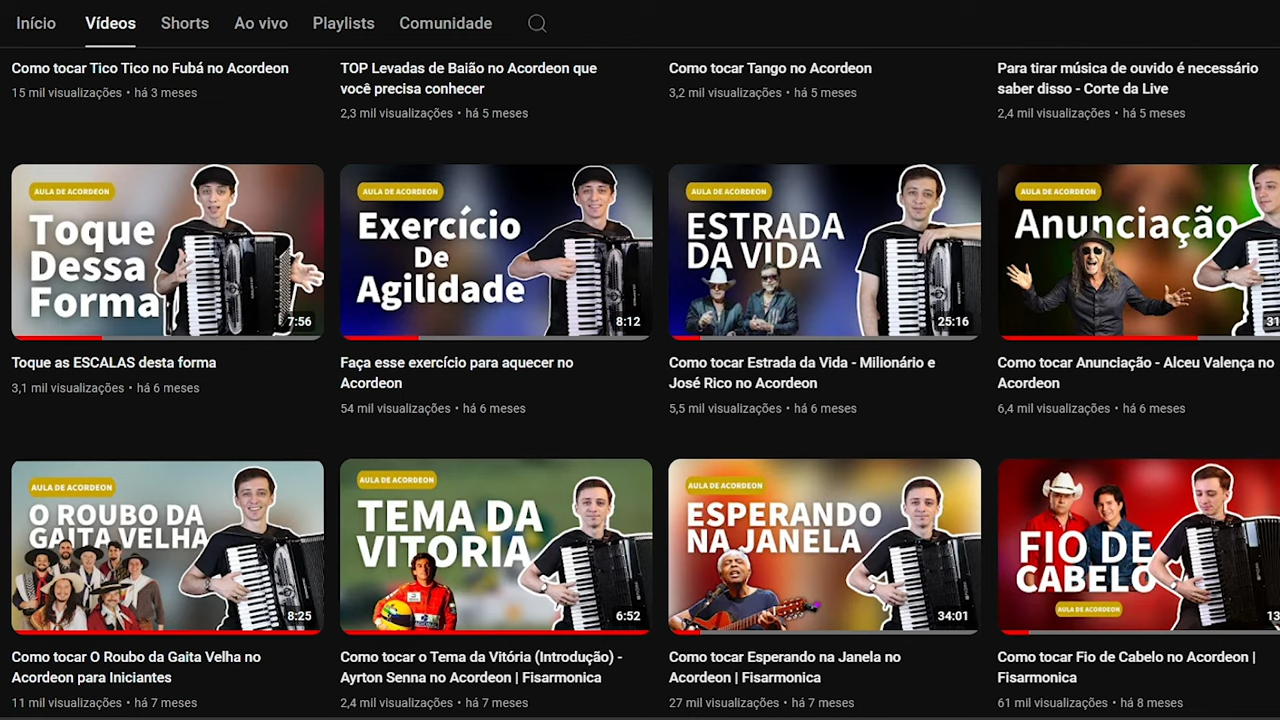 Início Vídeos Shorts Ao vivo Playlists Comunidade
Como tocar Tico Tico no Fubá no Acordeon
15 mil visualizações • há 3 meses
TOP Levadas de Baião no Acordeon que
você precisa conhecer
2,3 mil visualizações • há 5 meses
Como tocar Tango no Acordeon
3,2 mil visualizações • há 5 meses
Para tirar música de ouvido é necessário
saber disso - Corte da Live
2,4 mil visualizações • há 5 meses
AULA DE ACORDEON
Toque
Dessa
Forma
7:56
Toque as ESCALAS desta forma
3,1 mil visualizações • há 6 meses
AULA DE ACORDEON
Exercício
De
Agilidade
8:12
Faça esse exercício para aquecer no
Acordeon
54 mil visualizações • há 6 meses
AULA DE ACORDEON
ESTRADA
DA VIDA
25:16
Como tocar Estrada da Vida - Milionário e
José Rico no Acordeon
5,5 mil visualizações • há 6 meses
AULA DE ACORDEON
Anunciação
31
Como tocar Anunciação - Alceu Valença no
Acordeon
6,4 mil visualizações • há 6 meses
AULA DE ACORDEON
O ROUBO DA
GAITA VELHA
8:25
Como tocar O Roubo da Gaita Velha no
Acordeon para Iniciantes
11 mil visualizações • há 7 meses
AULA DE ACORDEON
TEMA DA
VITORIA
6:52
Como tocar o Tema da Vitória (Introdução) -
Ayrton Senna no Acordeon | Fisarmonica
2,4 mil visualizações • há 7 meses
AULA DE ACORDEON
ESPERANDO
NA JANELA
34:01
Como tocar Esperando na Janela no
Acordeon | Fisarmonica
27 mil visualizações • há 7 meses
FIO DE
CABELO
AULA DE ACORDEON
13
Como tocar Fio de Cabelo no Acordeon |
Fisarmonica
61 mil visualizações • há 8 meses